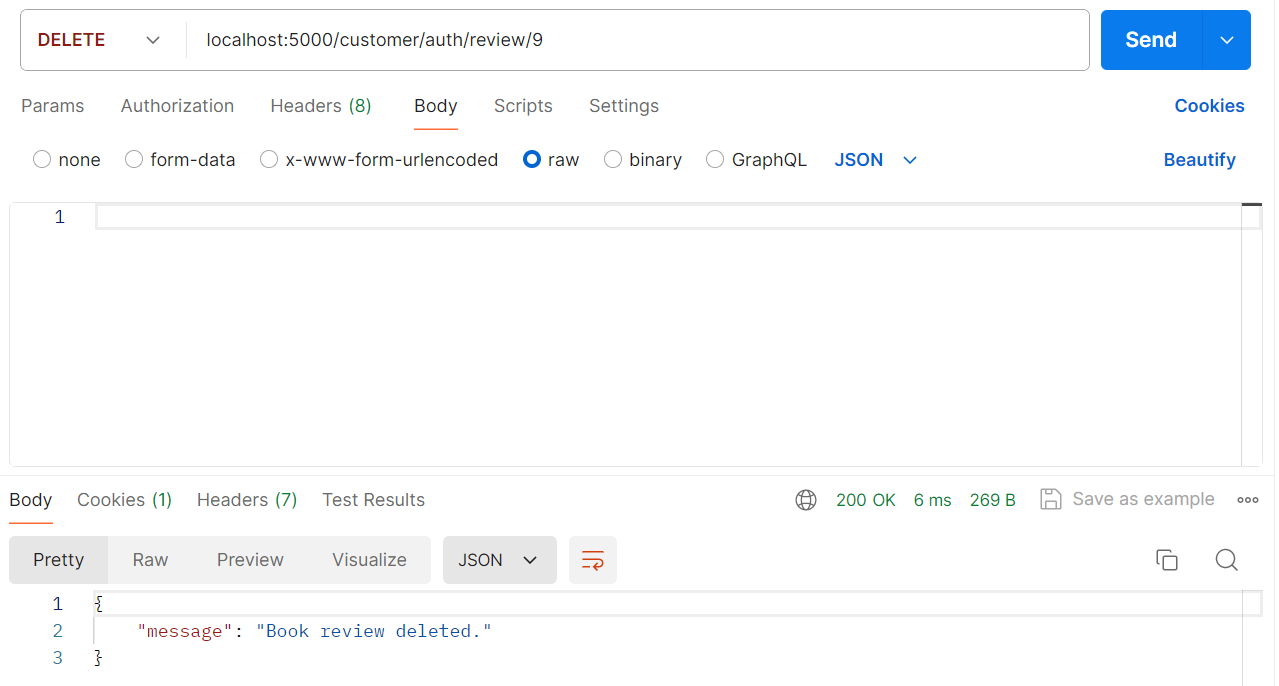 DELETE localhost:5000/customer/auth/review/9 Send
Params Authorization Headers (8) Body Scripts Settings Cookies
none form-data x-www-form-urlencoded raw binary GraphQL JSON Beautify
1
Body Cookies (1) Headers (7) Test Results 200 OK 6 ms 269 B Save as example
Pretty Raw Preview Visualize JSON
1 {
2 "message": "Book review deleted."
3 }